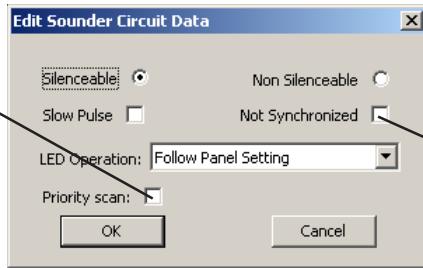 Edit Sounder Circuit Data
Silenceable Non Silenceable
Slow Pulse Not Synchronized
LED Operation: Follow Panel Setting
Priority scan:
OK Cancel